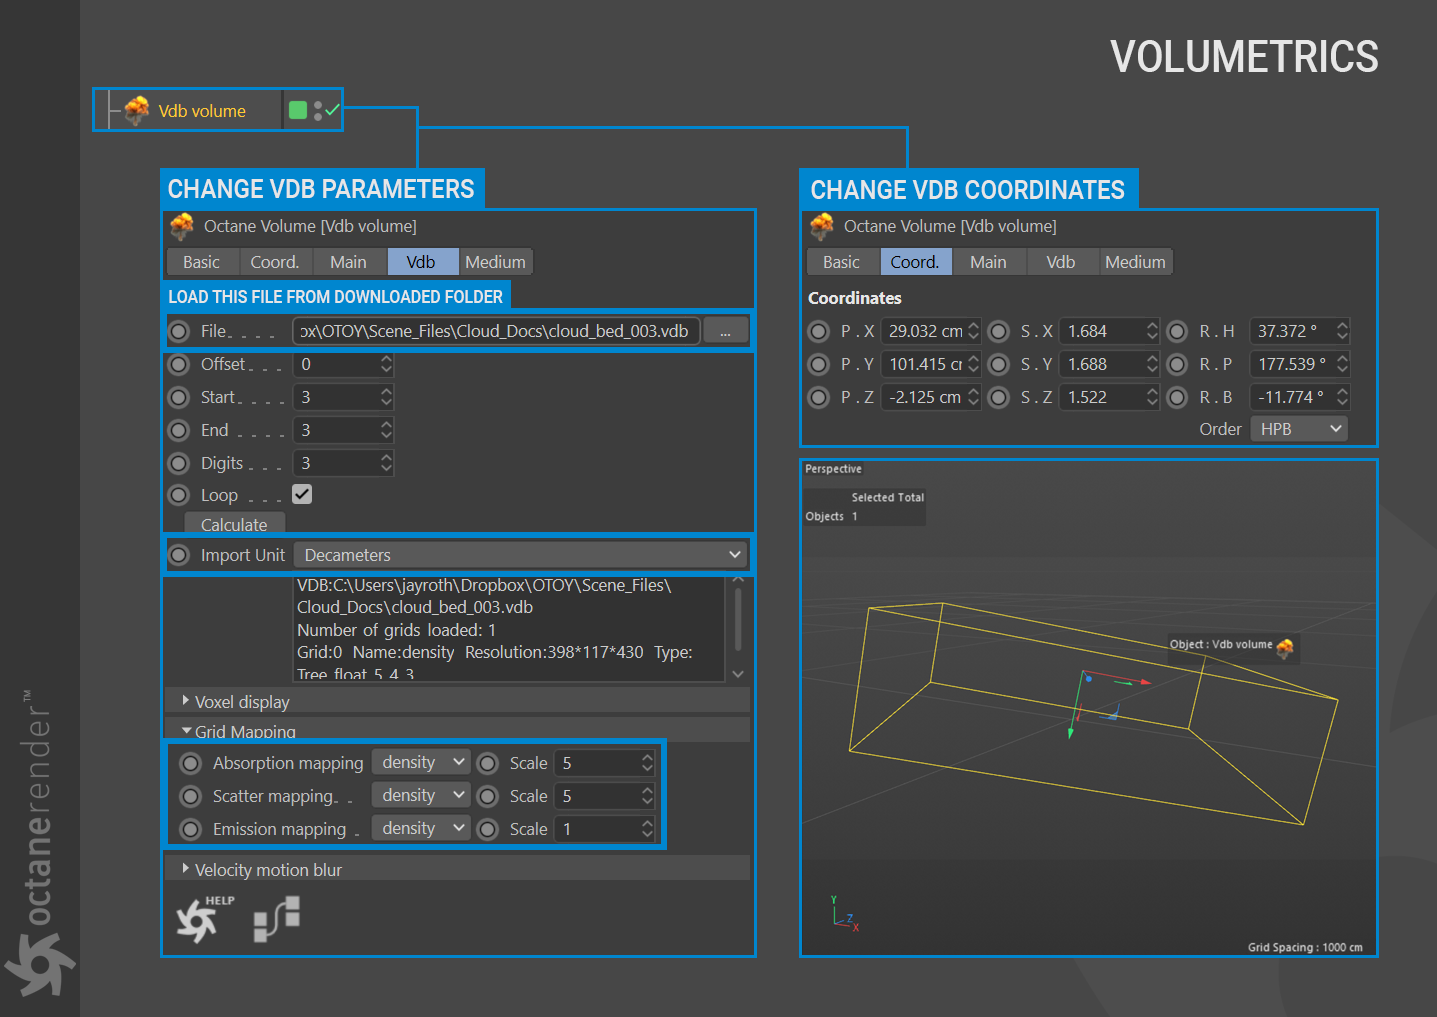 VOLUMETRICS
Vdb volume
CHANGE VDB PARAMETERS
Octane Volume [Vdb volume]
Basic Coord. Main Vdb Medium
LOAD THIS FILE FROM DOWNLOADED FOLDER
File. . . . ox\OTOY\Scene_Files\Cloud_Docs\cloud_bed_003.vdb ...
Offset . . . 0
Start. . . . . 3
End . . . . 3
Digits . . . 3
Loop . . .
Calculate
Import Unit Decameters
VDB:C:\Users\jayroth\Dropbox\OTOY\Scene_Files\
Cloud_Docs\cloud_bed_003.vdb
Number of grids loaded: 1
Grid:0 Name:density Resolution:398*117*430 Type:
Tree_float_5_4_3
Voxel display
Grid Mapping
Absorption mapping density Scale 5
Scatter mapping. . . density Scale 5
Emission mapping . density Scale 1
Velocity motion blur
HELP
CHANGE VDB COORDINATES
Octane Volume [Vdb volume]
Basic Coord. Main Vdb Medium
Coordinates
P . X 29.032 cm S . X 1.684 R . H 37.372 °
P . Y 101.415 cm S . Y 1.688 R . P 177.539 °
P . Z -2.125 cm S . Z 1.522 R . B -11.774 °
Order HPB
Perspective
Selected Total
Objects 1
Object : Vdb volume
Y
Z
X
Grid Spacing : 1000 cm
octanerender™